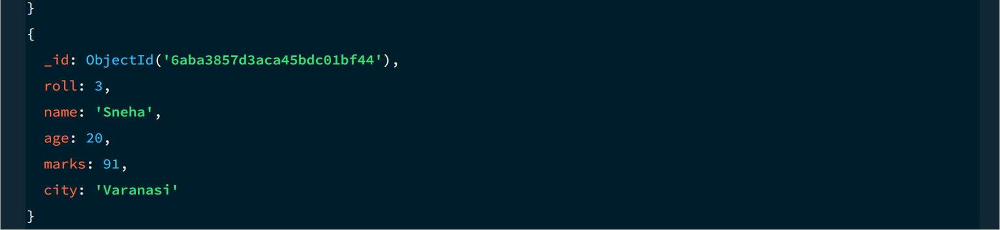 }
{
  _id: ObjectId('6aba3857d3aca45bdc01bf44'),
  roll: 3,
  name: 'Sneha',
  age: 20,
  marks: 91,
  city: 'Varanasi'
}